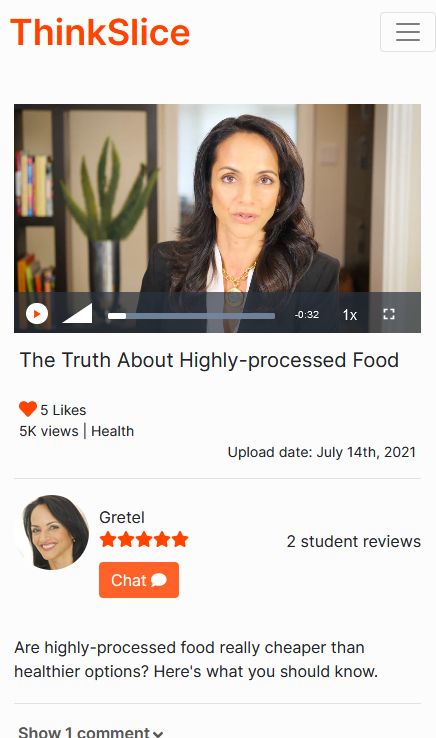 ThinkSlice
-0:32
1x
The Truth About Highly-processed Food
5 Likes
5K views | Health
Upload date: July 14th, 2021
Gretel
2 student reviews
Chat
Are highly-processed food really cheaper than
healthier options? Here's what you should know.
Show 1 comment